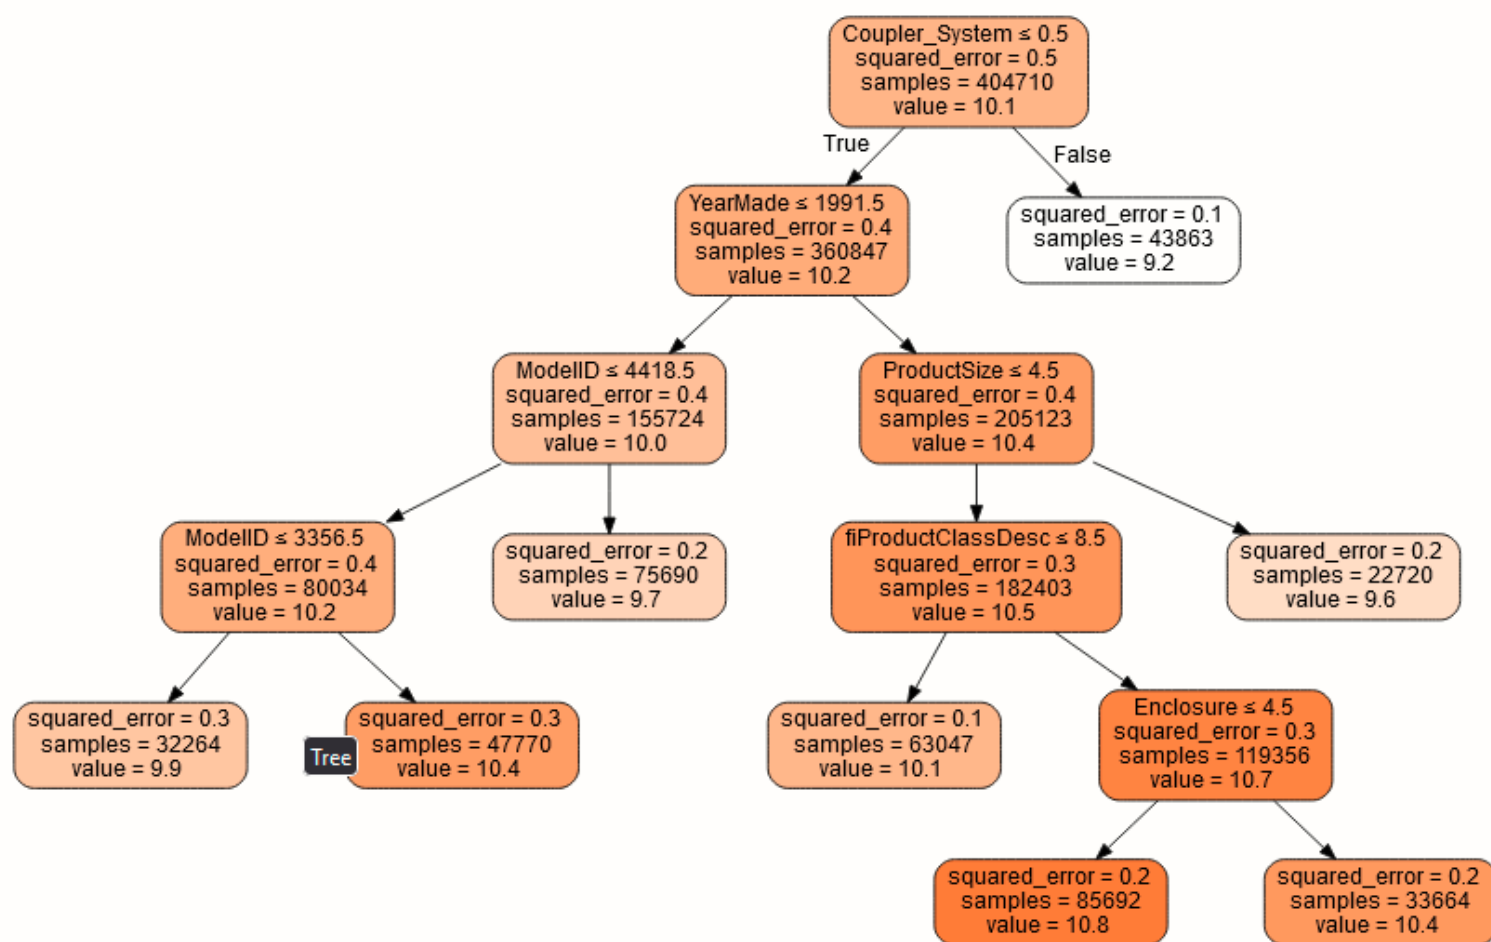 Coupler_System ≤ 0.5
squared_error = 0.5
samples = 404710
value = 10.1
True
False
YearMade ≤ 1991.5
squared_error = 0.4
samples = 360847
value = 10.2
squared_error = 0.1
samples = 43863
value = 9.2
ModelID ≤ 4418.5
squared_error = 0.4
samples = 155724
value = 10.0
ProductSize ≤ 4.5
squared_error = 0.4
samples = 205123
value = 10.4
ModelID ≤ 3356.5
squared_error = 0.4
samples = 80034
value = 10.2
squared_error = 0.2
samples = 75690
value = 9.7
fiProductClassDesc ≤ 8.5
squared_error = 0.3
samples = 182403
value = 10.5
squared_error = 0.2
samples = 22720
value = 9.6
squared_error = 0.3
samples = 32264
value = 9.9
Tree
squared_error = 0.3
samples = 47770
value = 10.4
squared_error = 0.1
samples = 63047
value = 10.1
Enclosure ≤ 4.5
squared_error = 0.3
samples = 119356
value = 10.7
squared_error = 0.2
samples = 85692
value = 10.8
squared_error = 0.2
samples = 33664
value = 10.4